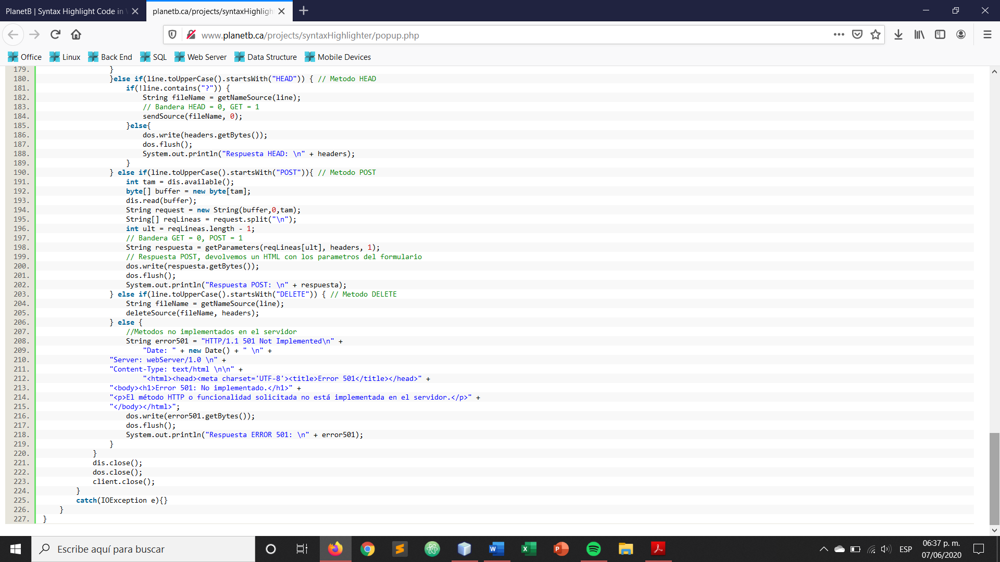 PlanetB | Syntax Highlight Code in
planetb.ca/projects/syntaxHighligh
www.planetb.ca/projects/syntaxHighlighter/popup.php
Office Linux Back End SQL Web Server Data Structure Mobile Devices
179. }
180. }else if(line.toUpperCase().startsWith("HEAD")) { // Metodo HEAD
181. if(!line.contains("?")) {
182. String fileName = getNameSource(line);
183. // Bandera HEAD = 0, GET = 1
184. sendSource(fileName, 0);
185. }else{
186. dos.write(headers.getBytes());
187. dos.flush();
188. System.out.println("Respuesta HEAD: \n" + headers);
189. }
190. } else if(line.toUpperCase().startsWith("POST")){ // Metodo POST
191. int tam = dis.available();
192. byte[] buffer = new byte[tam];
193. dis.read(buffer);
194. String request = new String(buffer,0,tam);
195. String[] reqLineas = request.split("\n");
196. int ult = reqLineas.length - 1;
197. // Bandera GET = 0, POST = 1
198. String respuesta = getParameters(reqLineas[ult], headers, 1);
199. // Respuesta POST, devolvemos un HTML con los parametros del formulario
200. dos.write(respuesta.getBytes());
201. dos.flush();
202. System.out.println("Respuesta POST: \n" + respuesta);
203. } else if(line.toUpperCase().startsWith("DELETE")) { // Metodo DELETE
204. String fileName = getNameSource(line);
205. deleteSource(fileName, headers);
206. } else {
207. //Metodos no implementados en el servidor
208. String error501 = "HTTP/1.1 501 Not Implemented\n" +
209. "Date: " + new Date() + " \n" +
210. "Server: webServer/1.0 \n" +
211. "Content-Type: text/html \n\n" +
212. "<html><head><meta charset='UTF-8'><title>Error 501</title></head>" +
213. "<body><h1>Error 501: No implementado.</h1>" +
214. "<p>El método HTTP o funcionalidad solicitada no está implementada en el servidor.</p>" +
215. "</body></html>";
216. dos.write(error501.getBytes());
217. dos.flush();
218. System.out.println("Respuesta ERROR 501: \n" + error501);
219. }
220. }
221. dis.close();
222. dos.close();
223. client.close();
224. }
225. catch(IOException e){}
226. }
227. }
Escribe aquí para buscar
ESP
06:37 p. m.
07/06/2020